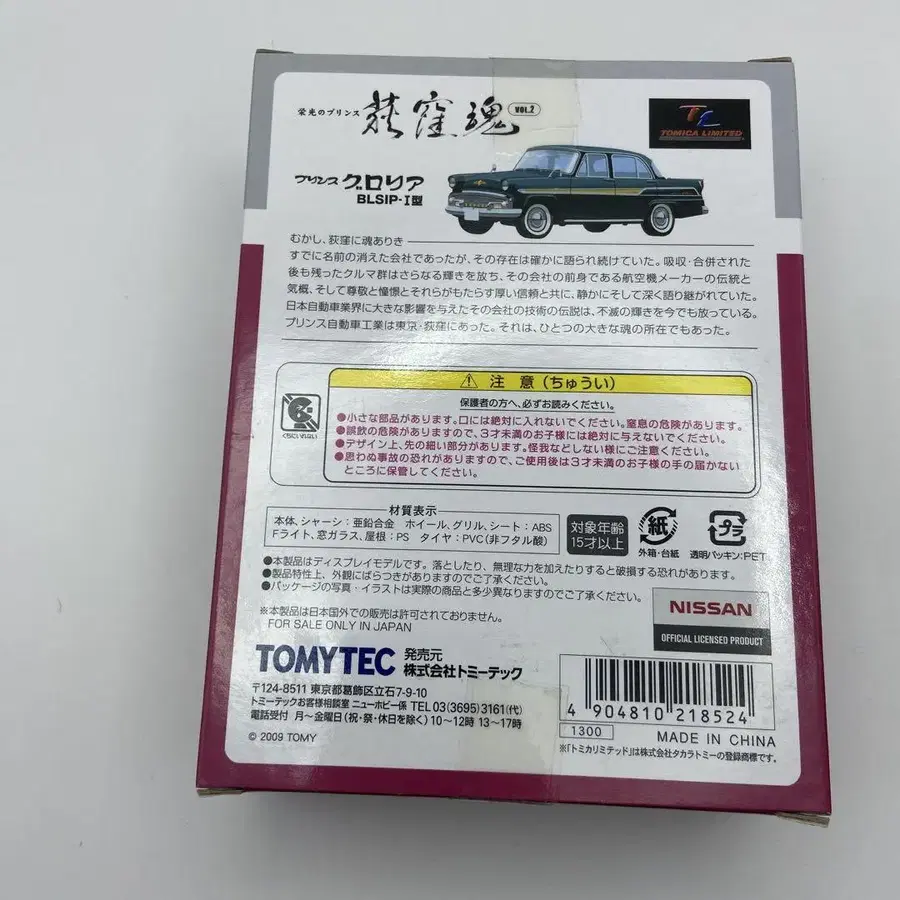 栄光のプリンス 荻窪魂 vol.2
TL
TOMICA LIMITED
プリンス グロリア
BLSIP-I型
むかし、荻窪に魂ありき
すでに名前の消えた会社であったが、その存在は確かに語られ続けていた。吸収・合併された
後も残ったクルマ群はさらなる輝きを放ち、その会社の前身である航空機メーカーの伝統と
気概、そして尊敬と憧憬とそれらがもたらす厚い信頼と共に、静かにそして深く語り継がれていた。
日本自動車業界に大きな影響を与えたその会社の技術の伝説は、不滅の輝きを今でも放っている。
プリンス自動車工業は東京・荻窪にあった。それは、ひとつの大きな魂の所在でもあった。
注 意(ちゅうい)
保護者の方へ、必ずお読みください。
くちにいれない
●小さな部品があります。口には絶対に入れないでください。窒息の危険があります。
●誤飲の危険がありますので、3才未満のお子様には絶対に与えないでください。
●デザイン上、先の細い部分があります。怪我などしない様にご注意ください。
●思わぬ事故の恐れがありますので、ご使用後は3才未満のお子様の手の届かない
ところに保管してください。
材質表示
本体、シャーシ:亜鉛合金 ホイール、グリル、シート:ABS
Fライト、窓ガラス、屋根:PS タイヤ:PVC(非フタル酸)
対象年齢
15才以上
紙
外箱・台紙
プラ
透明パッキン:PET
●本製品はディスプレイモデルです。落としたり、無理な力を加えたりすると破損する恐れがあります。
●製品特性上、外観にばらつきがありますのでご了承ください。
●パッケージの写真・イラストは実際の商品と多少異なりますのでご了承ください。
※本製品は日本国外での販売は許可されておりません。
FOR SALE ONLY IN JAPAN
NISSAN
OFFICIAL LICENSED PRODUCT
TOMYTEC 発売元
株式会社トミーテック
〒124-8511 東京都葛飾区立石7-9-10
トミーテックお客様相談室 ニューホビー係 TEL 03(3695)3161(代)
電話受付 月〜金曜日(祝・祭・休日を除く)10〜12時 13〜17時
© 2009 TOMY
4 904810 218524
1300
MADE IN CHINA
※「トミカリミテッド」は株式会社タカラトミーの登録商標です。